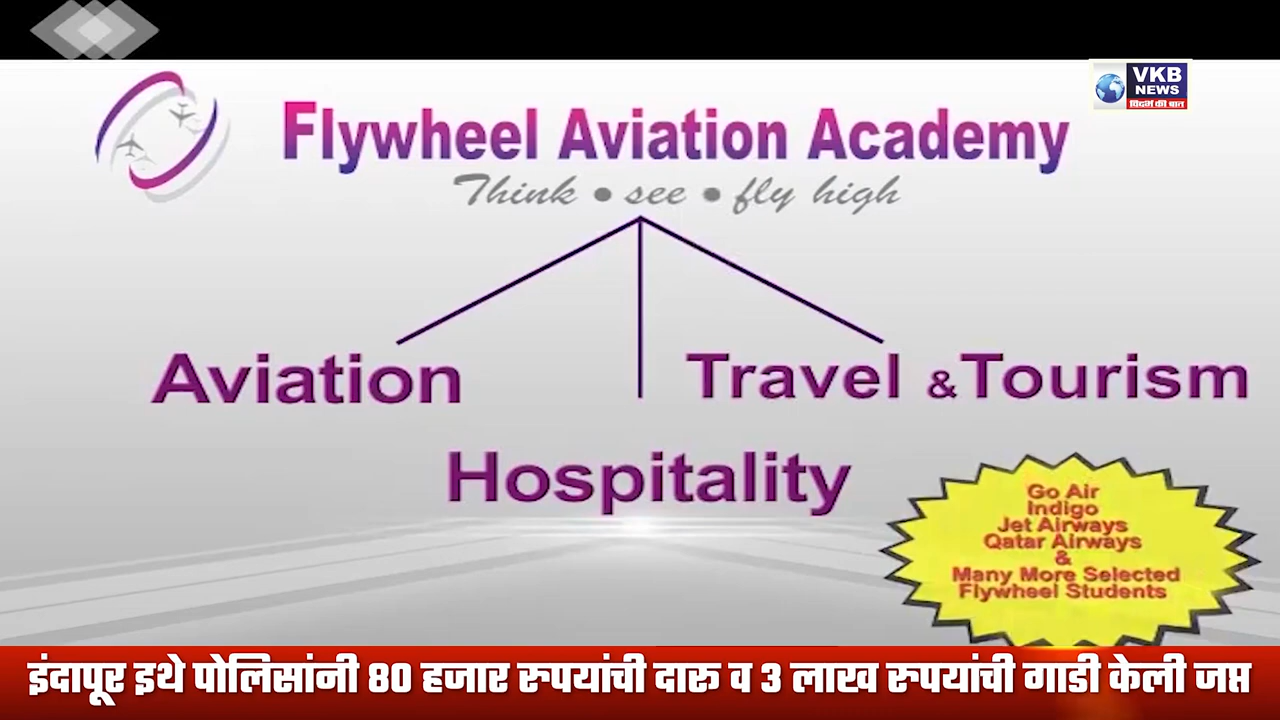 VKB
NEWS
विदर्भ की बात
Flywheel Aviation Academy
Think • see • fly high
Aviation
Travel & Tourism
Hospitality
Go Air
Indigo
Jet Airways
Qatar Airways
&
Many More Selected
Flywheel Students
इंदापूर इथे पोलिसांनी 80 हजार रुपयांची दारू व 3 लाख रुपयांची गाडी केली जप्त